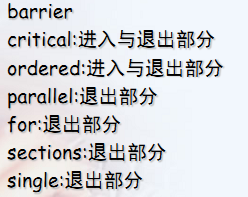 barrier
critical:进入与退出部分
ordered:进入与退出部分
parallel:退出部分
for:退出部分
sections:退出部分
single:退出部分